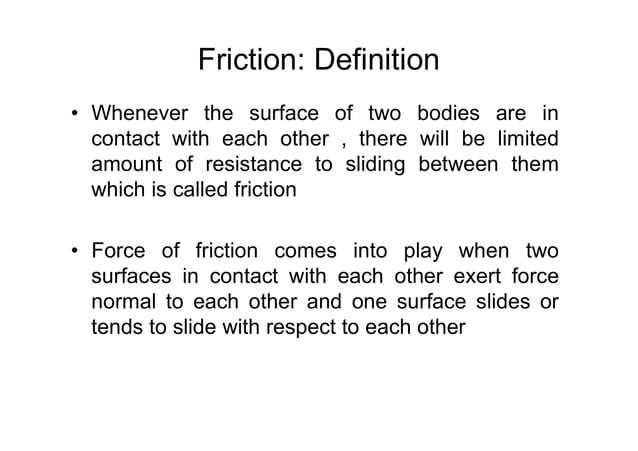 Friction: Definition
• Whenever the surface of two bodies are in
contact with each other , there will be limited
amount of resistance to sliding between them
which is called friction
• Force of friction comes into play when two
surfaces in contact with each other exert force
normal to each other and one surface slides or
tends to slide with respect to each other